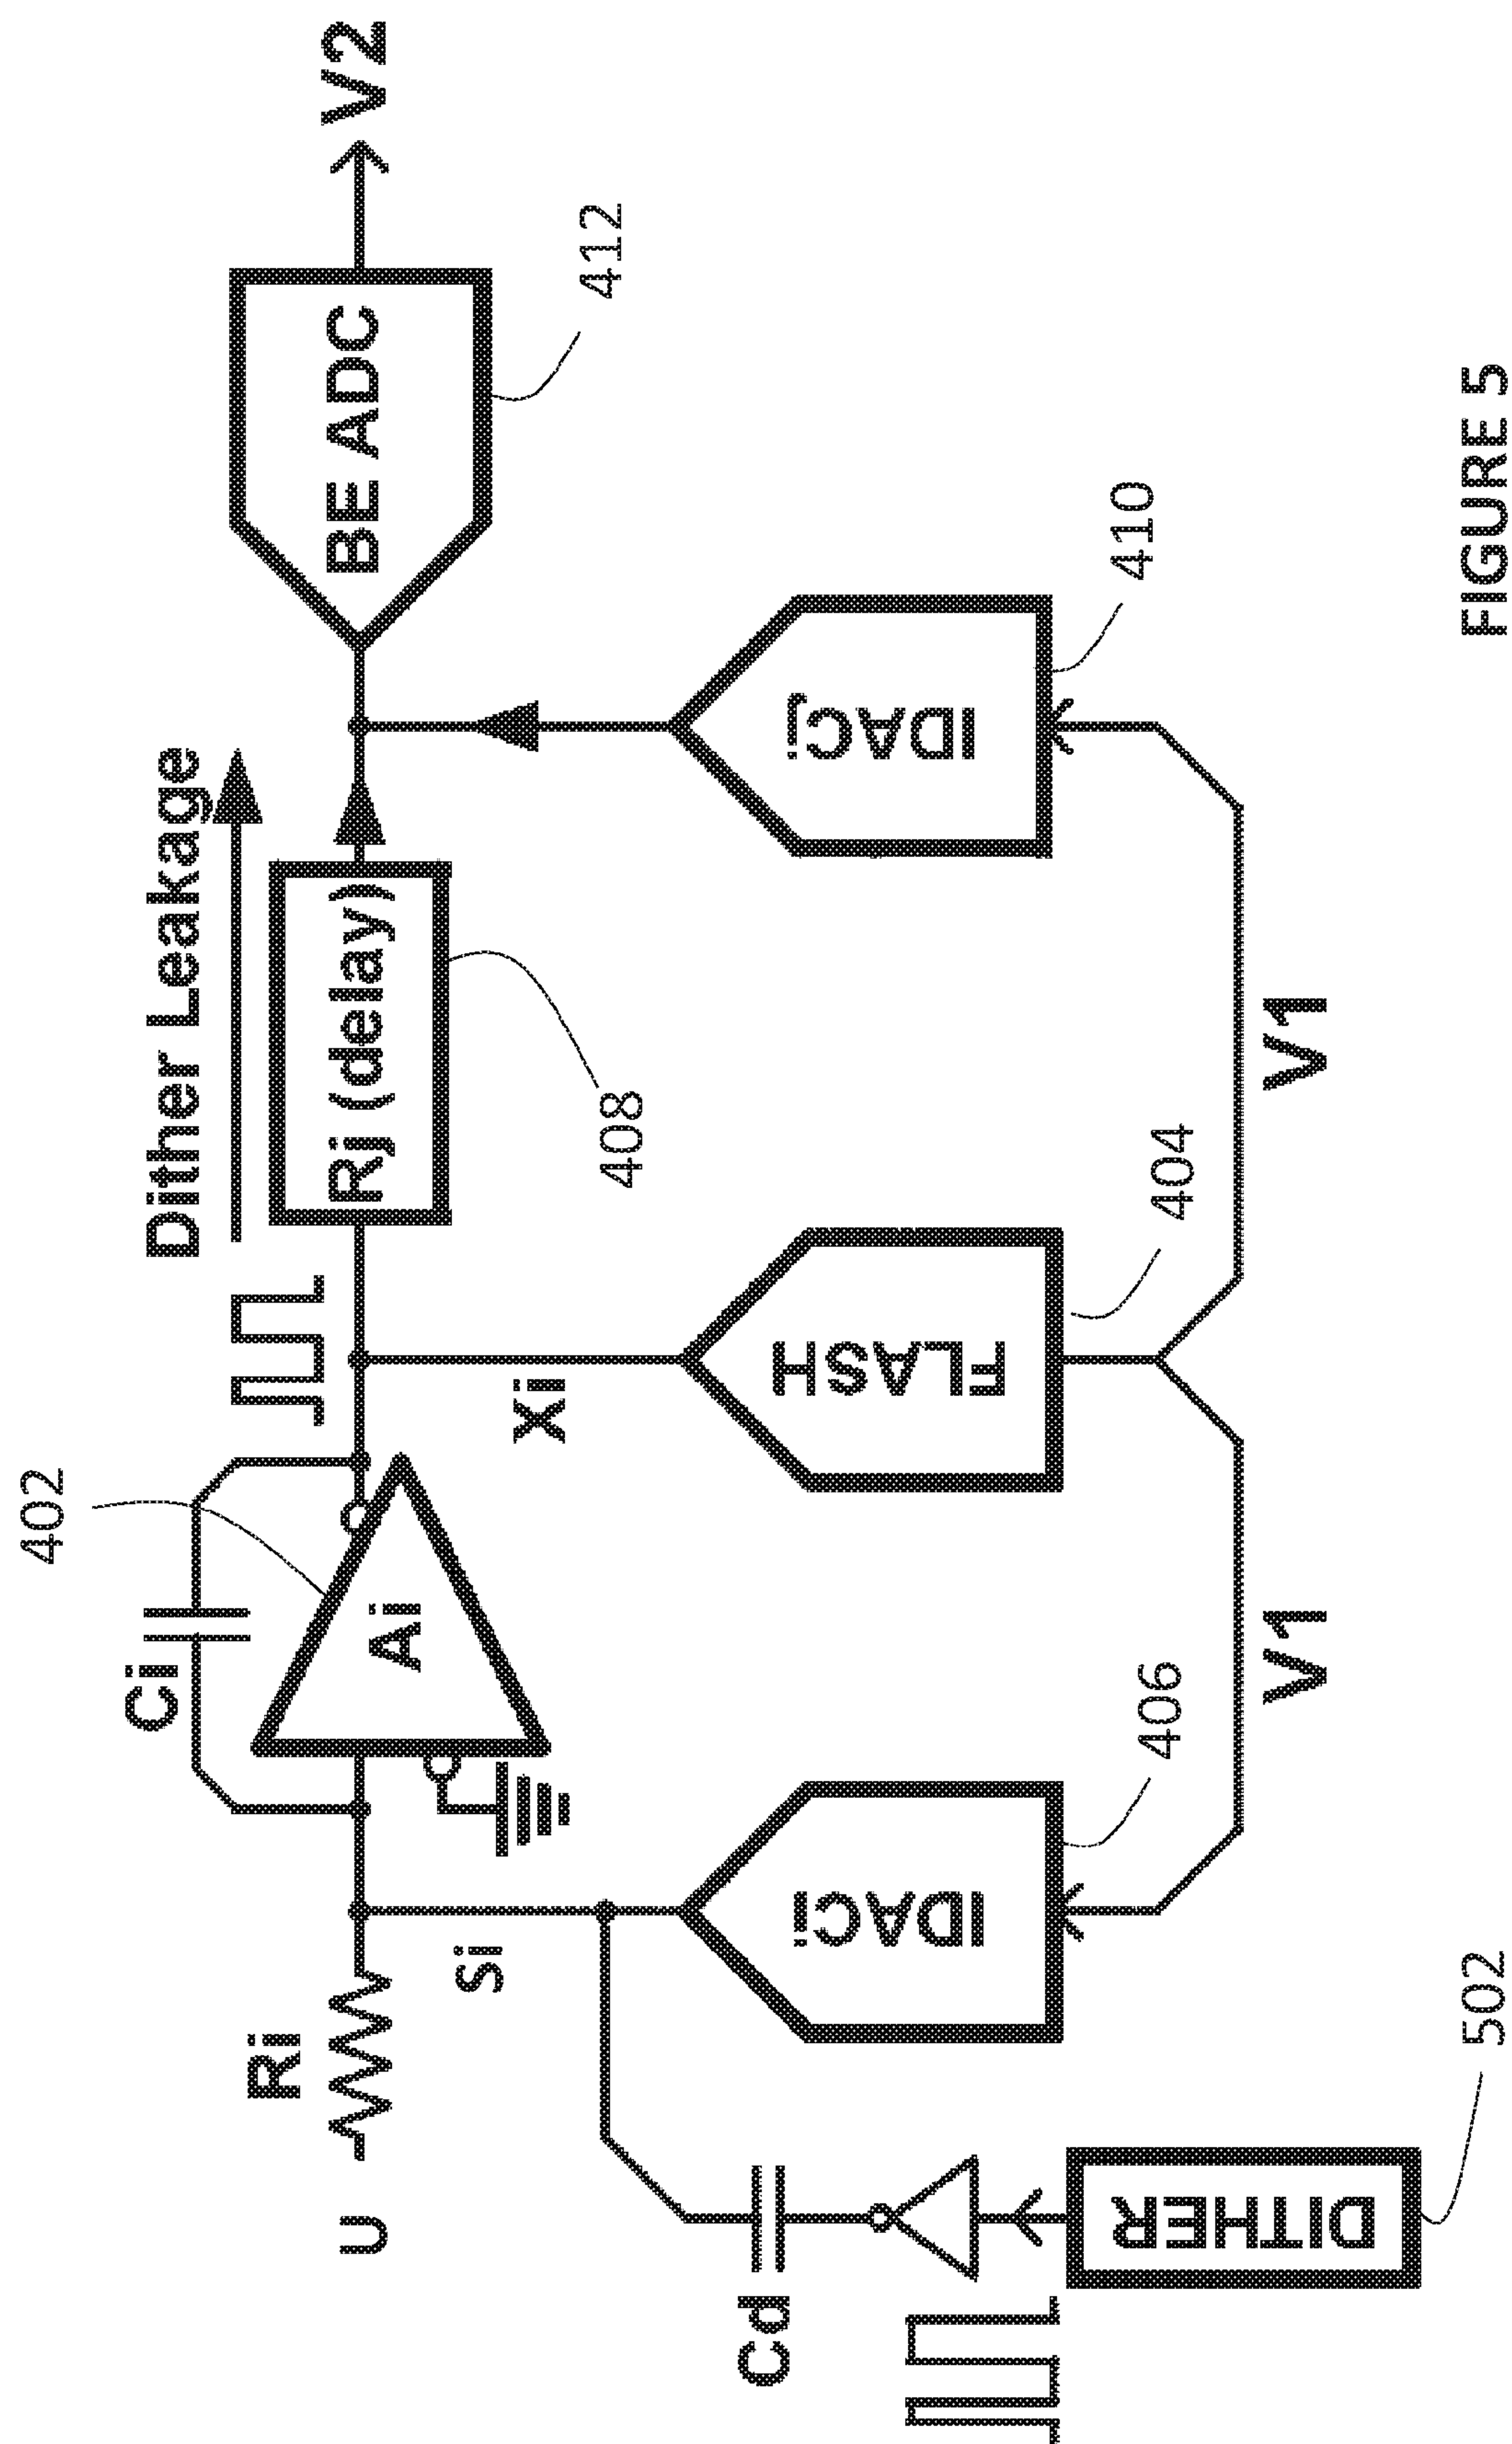 402
Ci
Dither Leakage
Ri
U
Ai
Rj (delay)
BE ADC
V2
Si
Xi
408
412
Cd
IDACi
FLASH
IDACj
406
404
410
DITHER
V1
V1
502
FIGURE 5